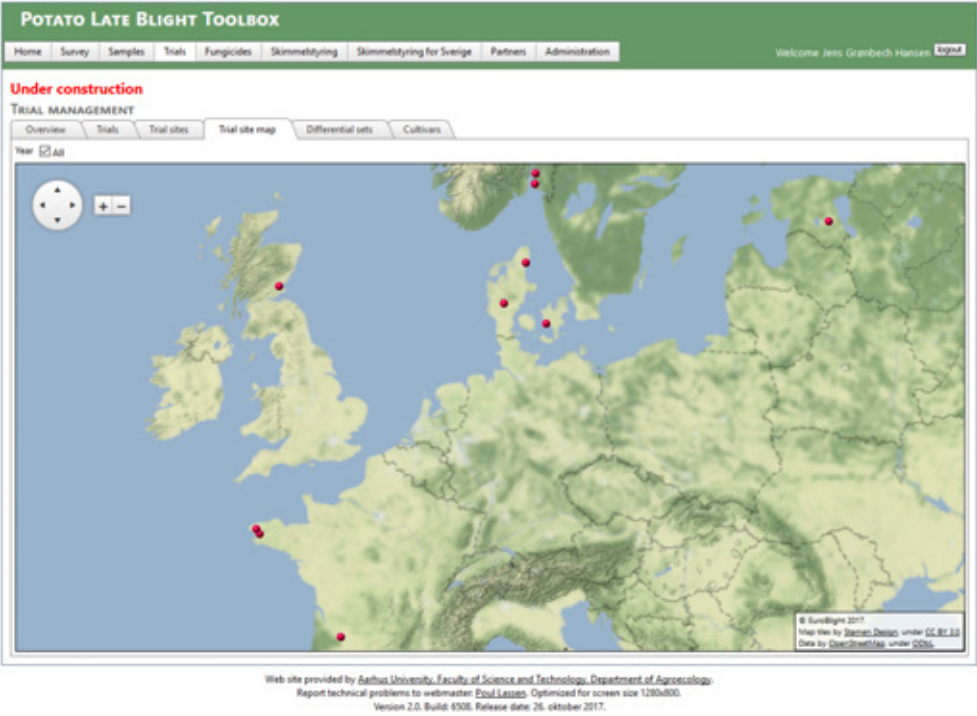 POTATO LATE BLIGHT TOOLBOX
Home Survey Samples Trials Fungicides Skimmelstyring Skimmelstyring for Sverige Partners Administration
Welcome Jens Grønbech Hansen logout
Under construction
TRIAL MANAGEMENT
Overview Trials Trial sites Trial site map Differential sets Cultivars
Year All
+ −
© EuroBlight 2017.
Map tiles by Stamen Design, under CC BY 3.0
Data by OpenStreetMap, under ODbL.
Web site provided by Aarhus University, Faculty of Science and Technology, Department of Agroecology.
Report technical problems to webmaster: Poul Lassen. Optimized for screen size 1280x800.
Version 2.0. Build: 6508. Release date: 26. oktober 2017.